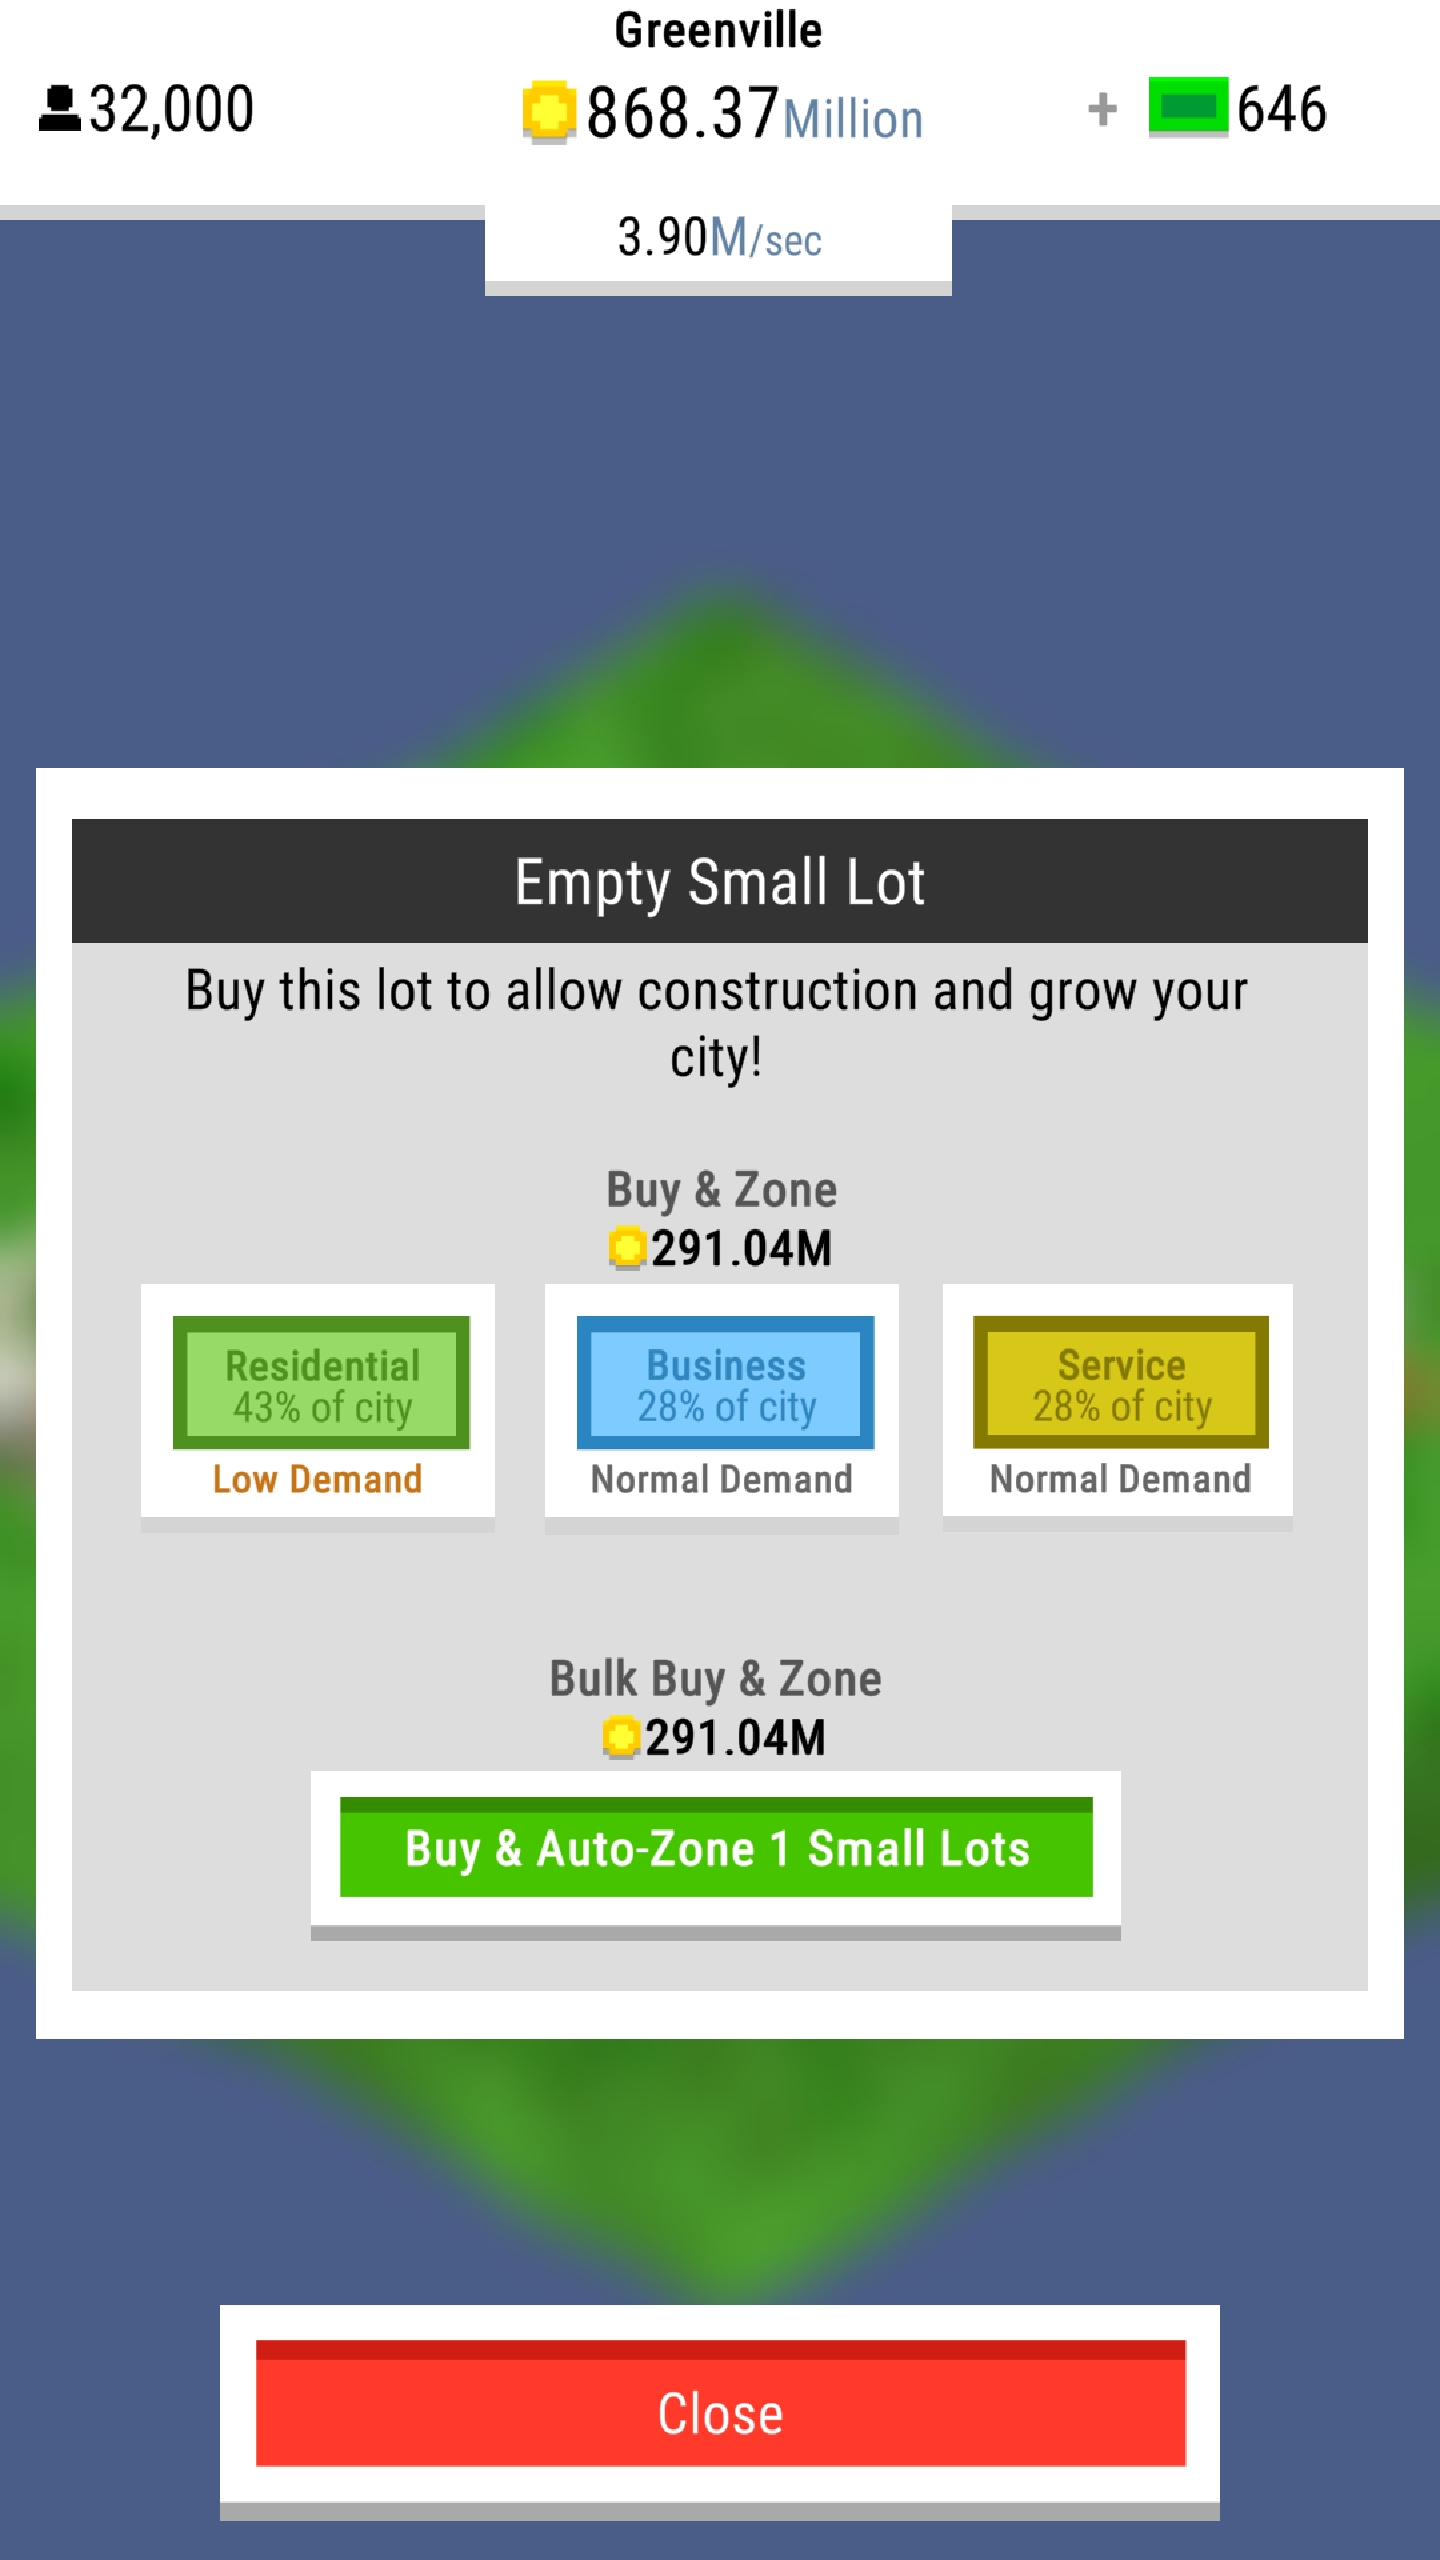 Greenville
32,000
868.37Million
+ 646
3.90M/sec
Empty Small Lot
Buy this lot to allow construction and grow your
city!
Buy & Zone
291.04M
Residential
43% of city
Low Demand
Business
28% of city
Normal Demand
Service
28% of city
Normal Demand
Bulk Buy & Zone
291.04M
Buy & Auto-Zone 1 Small Lots
Close